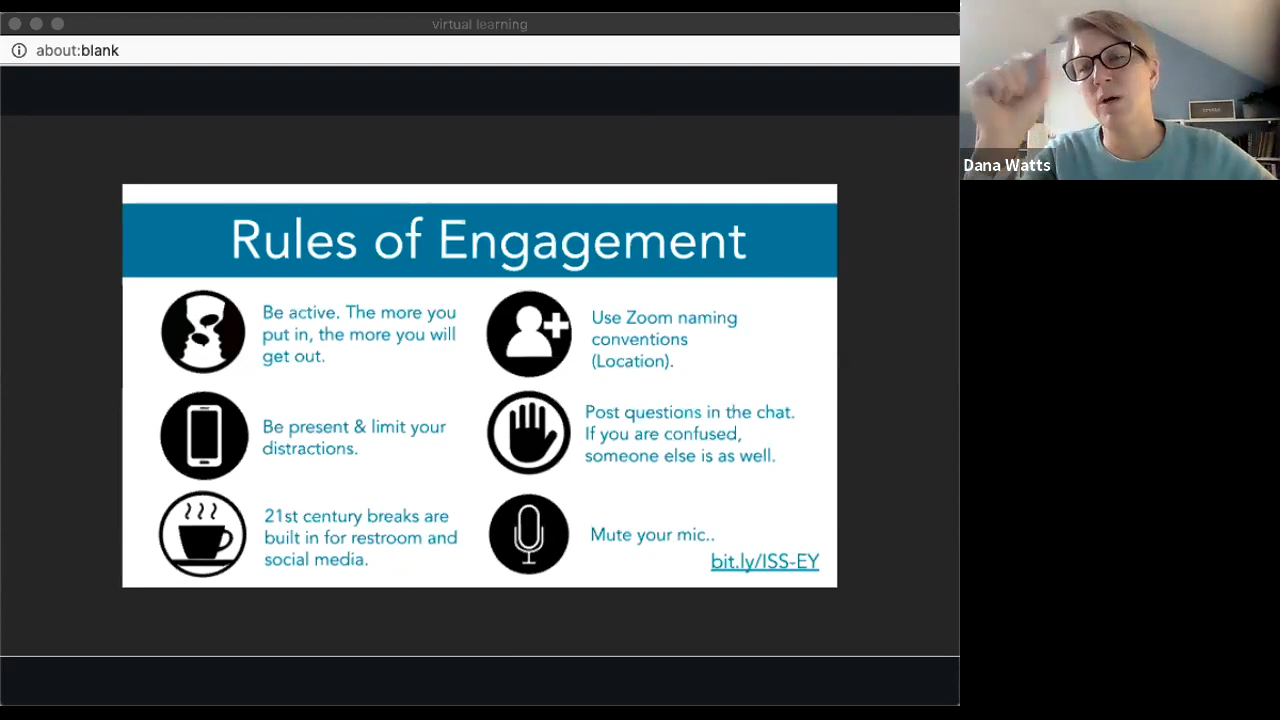 virtual learning
about:blank
Rules of Engagement
Be active. The more you
put in, the more you will
get out.
Use Zoom naming
conventions
(Location).
Be present & limit your
distractions.
Post questions in the chat.
If you are confused,
someone else is as well.
21st century breaks are
built in for restroom and
social media.
Mute your mic..
bit.ly/ISS-EY
Dana Watts